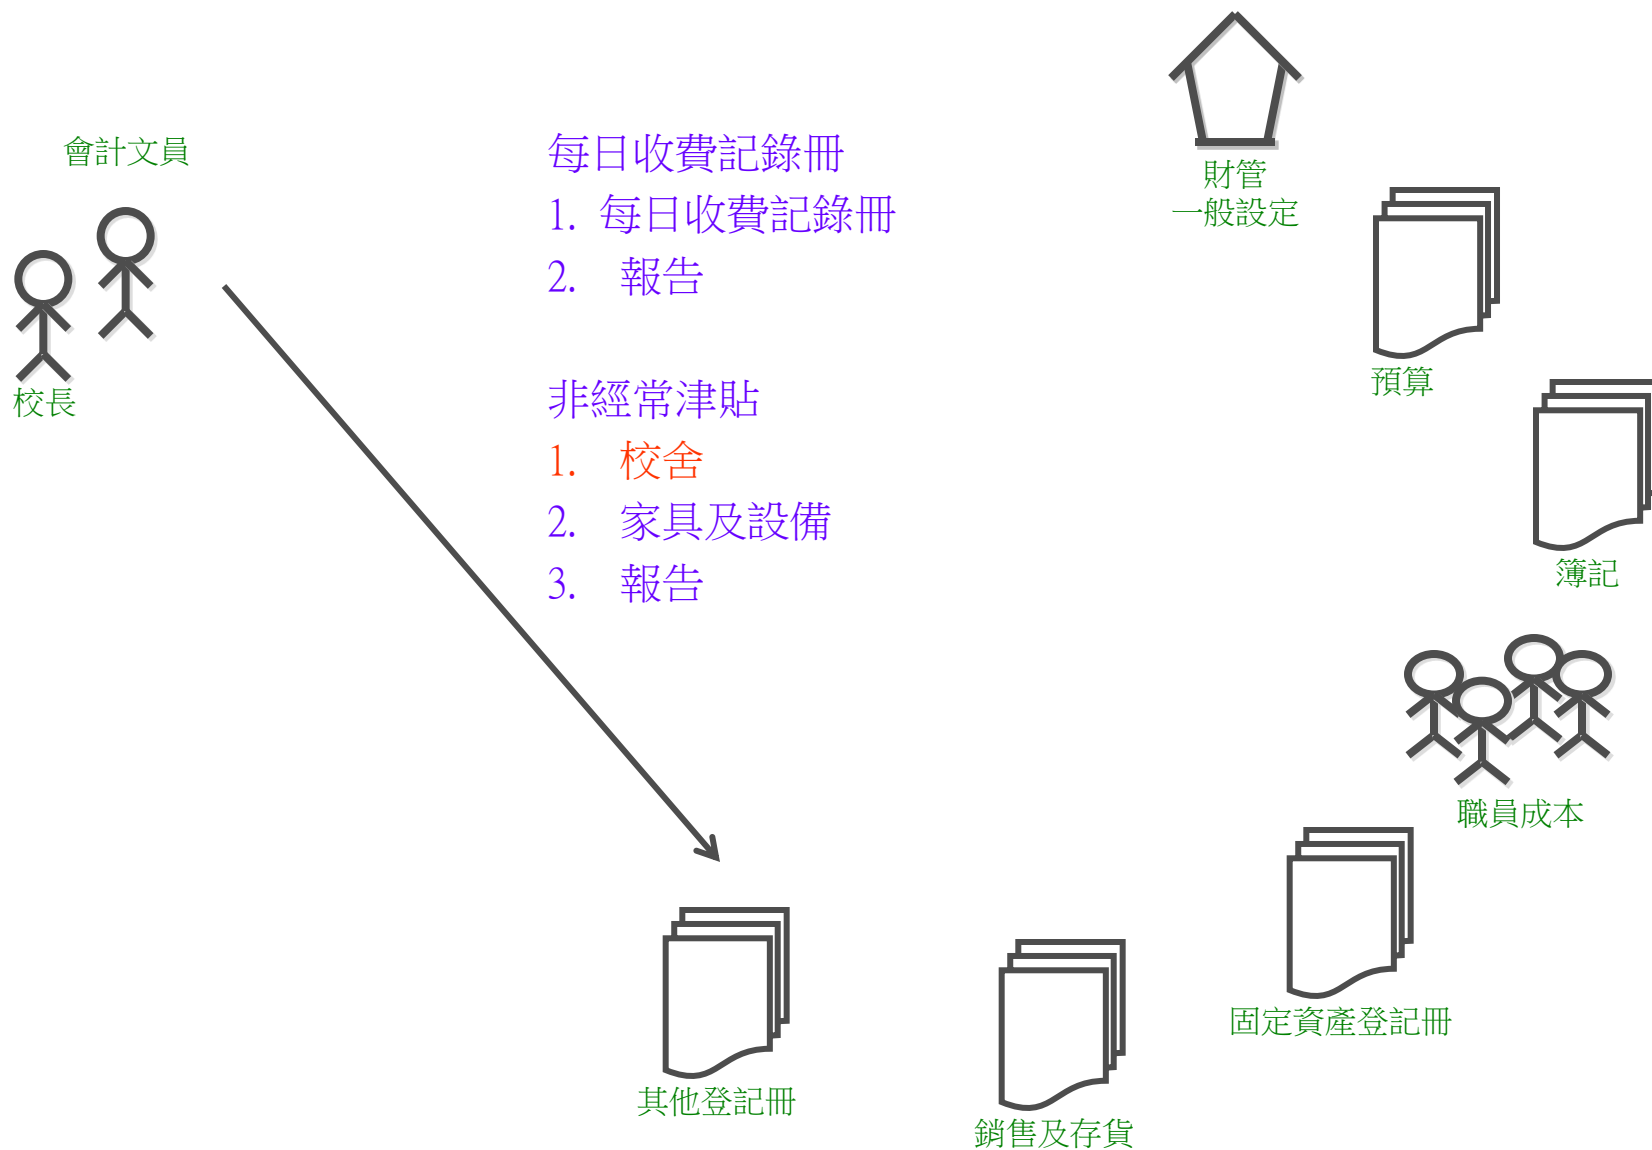 會計文員
校長
每日收費記錄冊
1. 每日收費記錄冊
2. 報告
非經常津貼
1. 校舍
2. 家具及設備
3. 報告
財管
一般設定
預算
簿記
職員成本
固定資產登記冊
銷售及存貨
其他登記冊